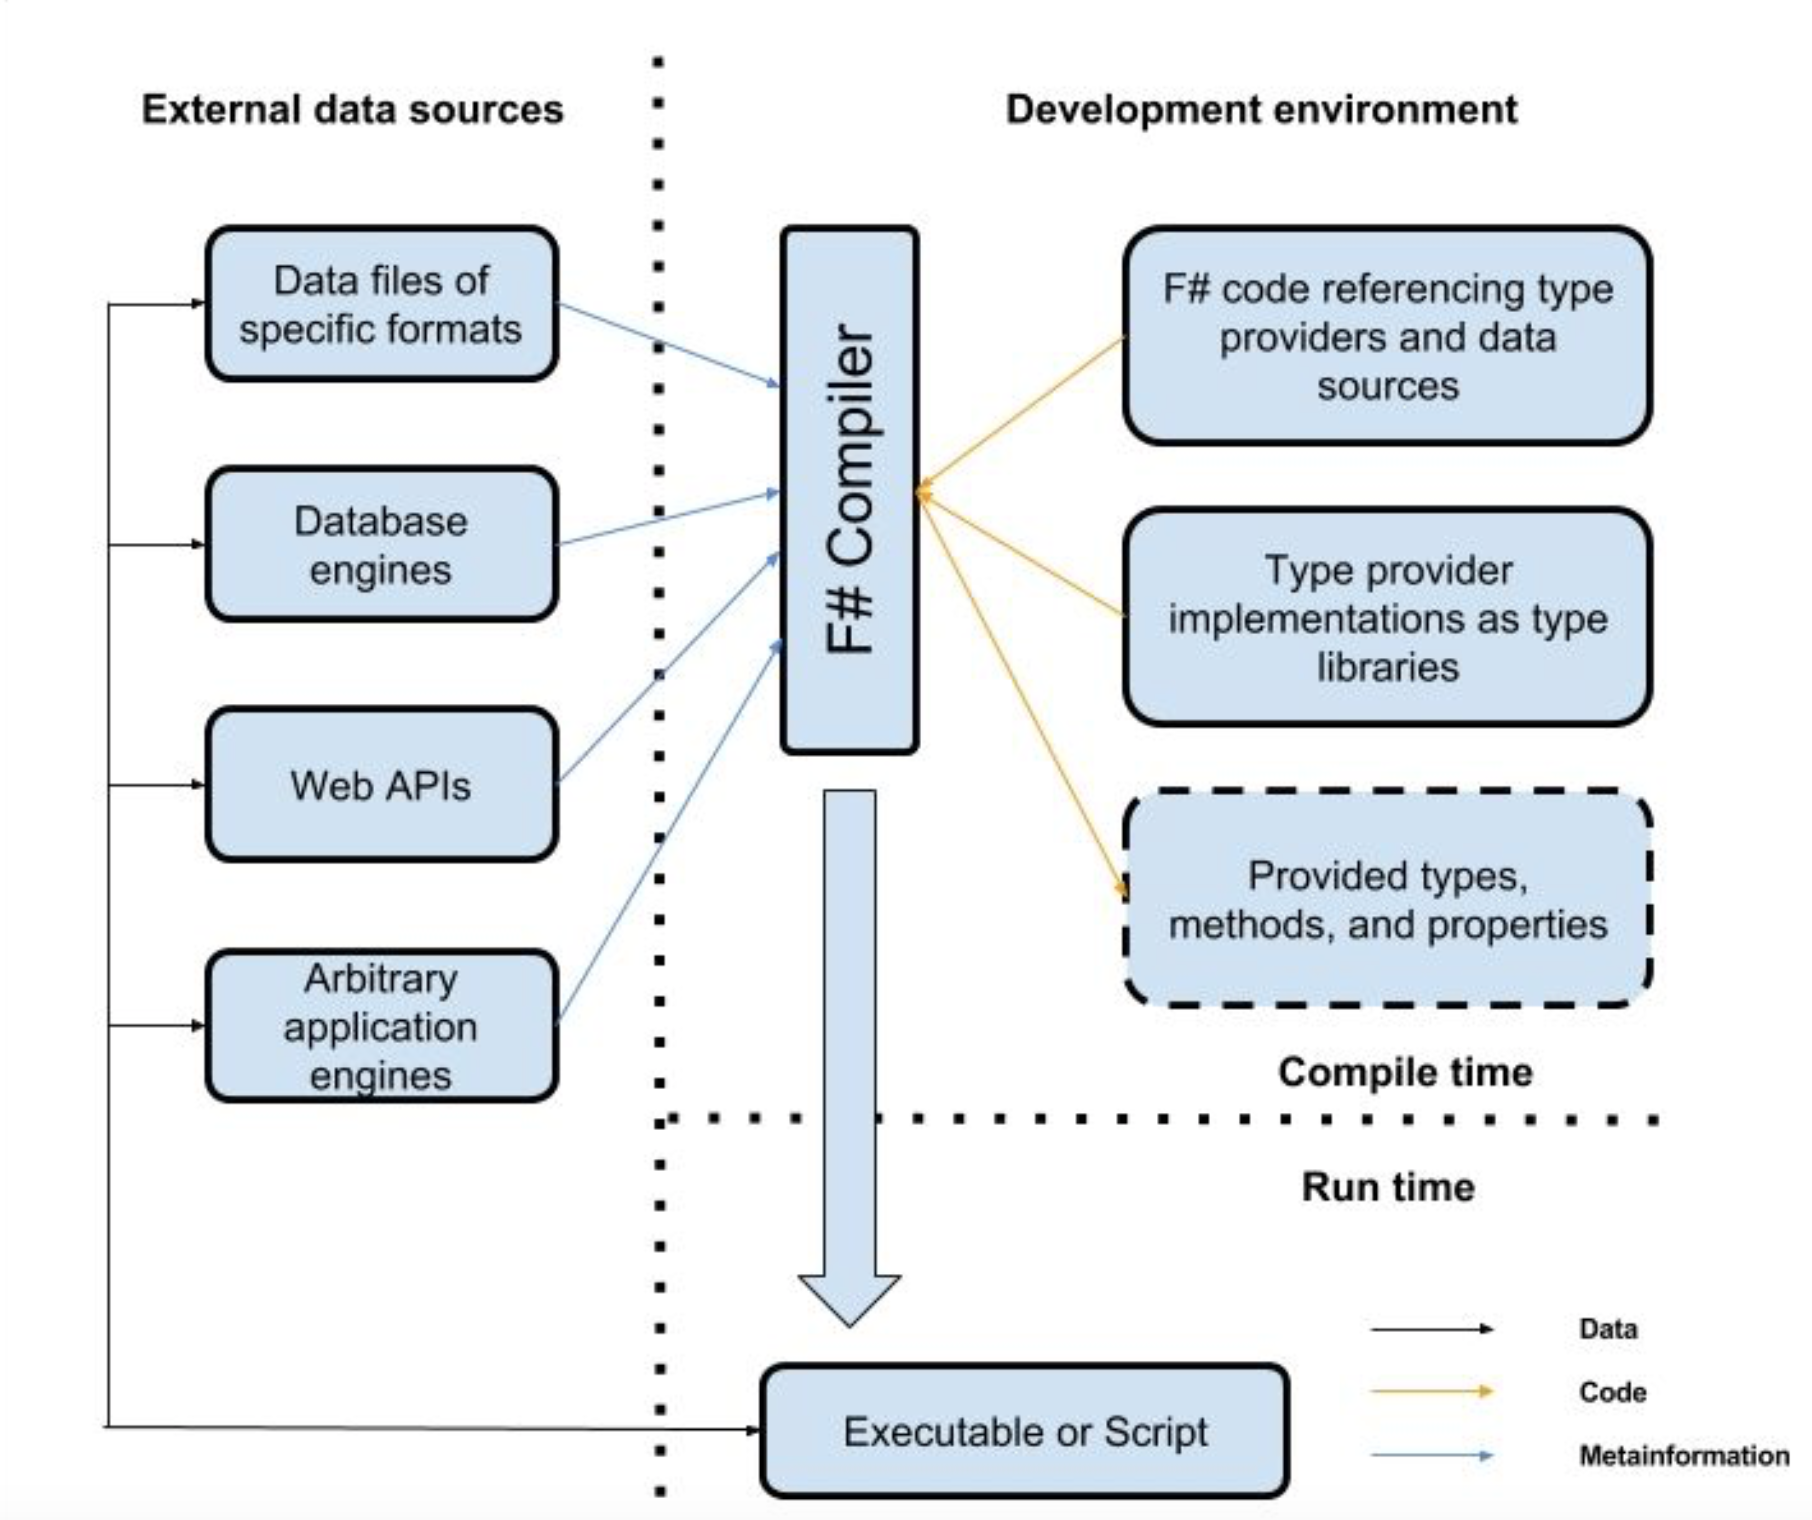 External data sources
Development environment
Data files of
specific formats
Database
engines
Web APIs
Arbitrary
application
engines
F# Compiler
F# code referencing type
providers and data
sources
Type provider
implementations as type
libraries
Provided types,
methods, and properties
Compile time
Run time
Executable or Script
Data
Code
Metainformation